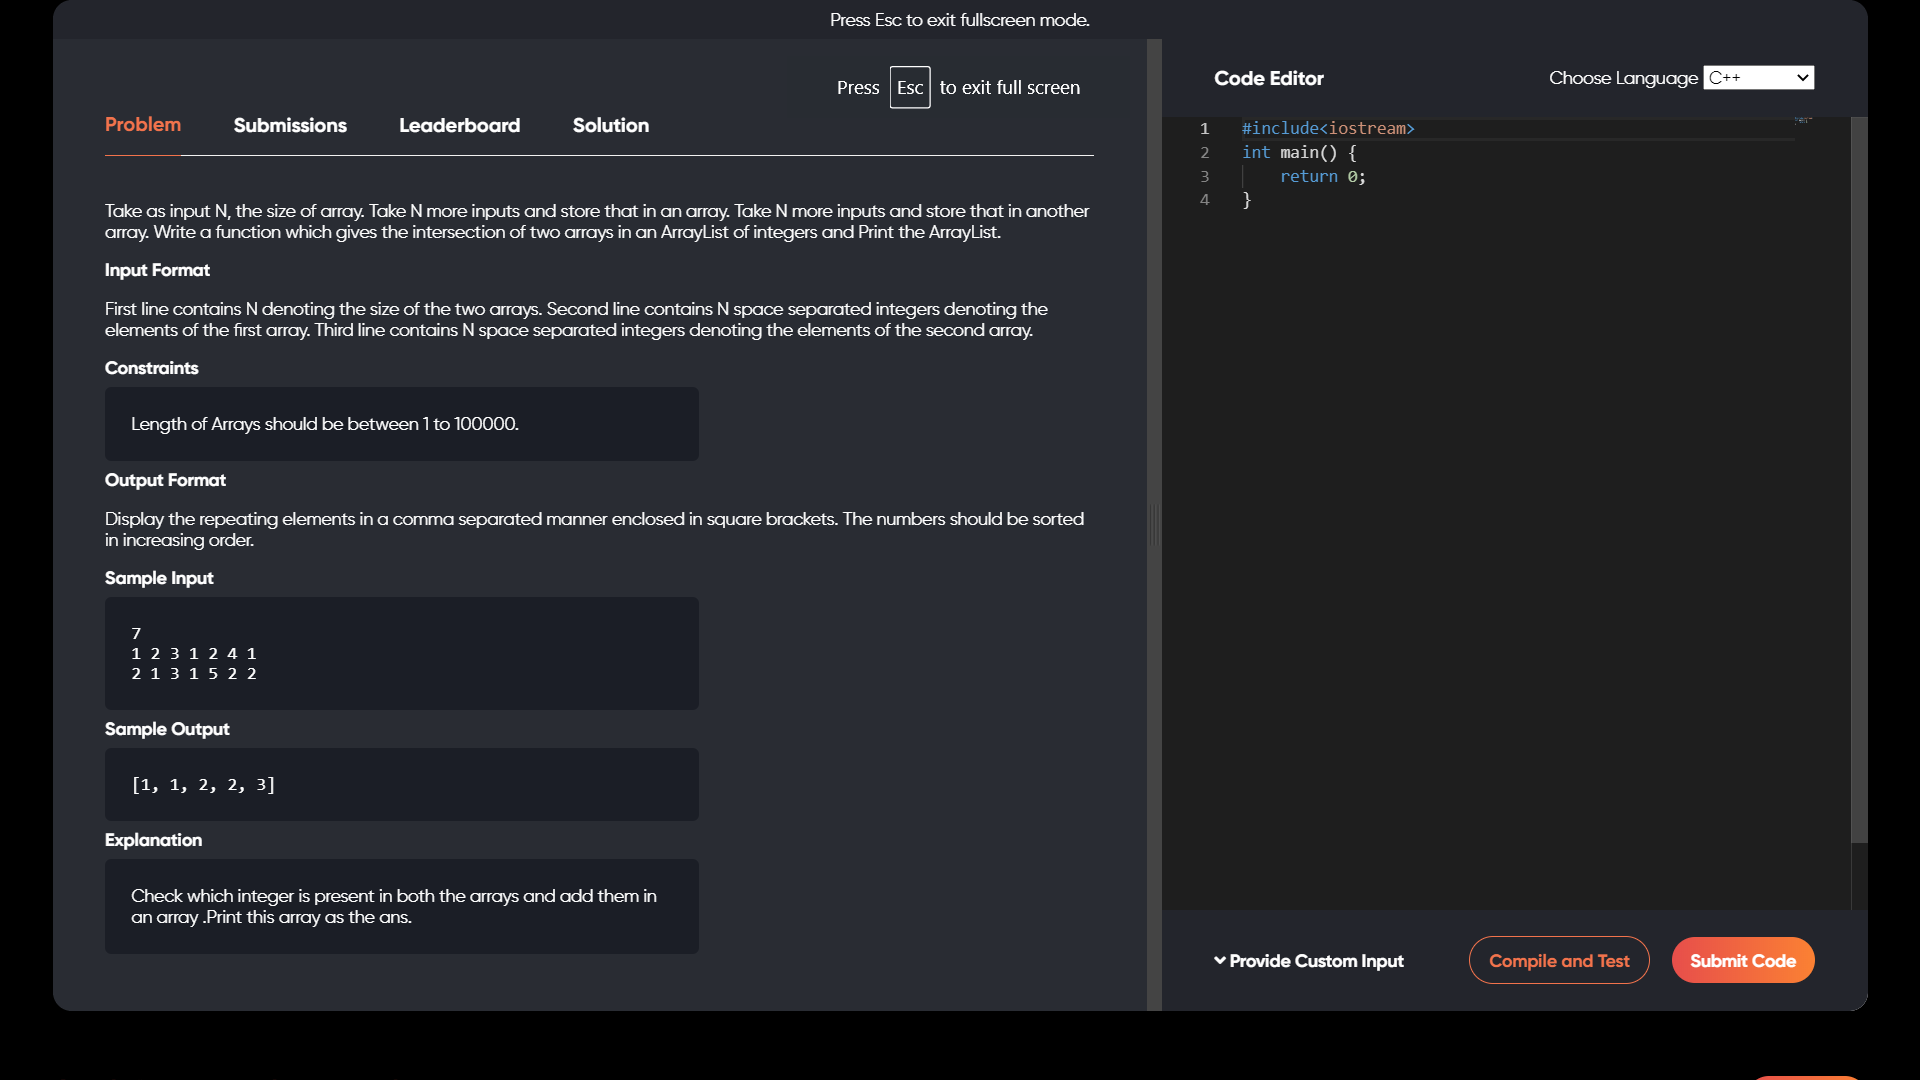 Press Esc to exit fullscreen mode.
Press Esc to exit full screen
Problem Submissions Leaderboard Solution
Take as input N, the size of array. Take N more inputs and store that in an array. Take N more inputs and store that in another
array. Write a function which gives the intersection of two arrays in an ArrayList of integers and Print the ArrayList.
Input Format
First line contains N denoting the size of the two arrays. Second line contains N space separated integers denoting the
elements of the first array. Third line contains N space separated integers denoting the elements of the second array.
Constraints
Length of Arrays should be between 1 to 100000.
Output Format
Display the repeating elements in a comma separated manner enclosed in square brackets. The numbers should be sorted
in increasing order.
Sample Input
7
1 2 3 1 2 4 1
2 1 3 1 5 2 2
Sample Output
[1, 1, 2, 2, 3]
Explanation
Check which integer is present in both the arrays and add them in
an array .Print this array as the ans.
Code Editor
Choose Language C++
1 #include<iostream>
2 int main() {
3     return 0;
4 }
Provide Custom Input
Compile and Test
Submit Code